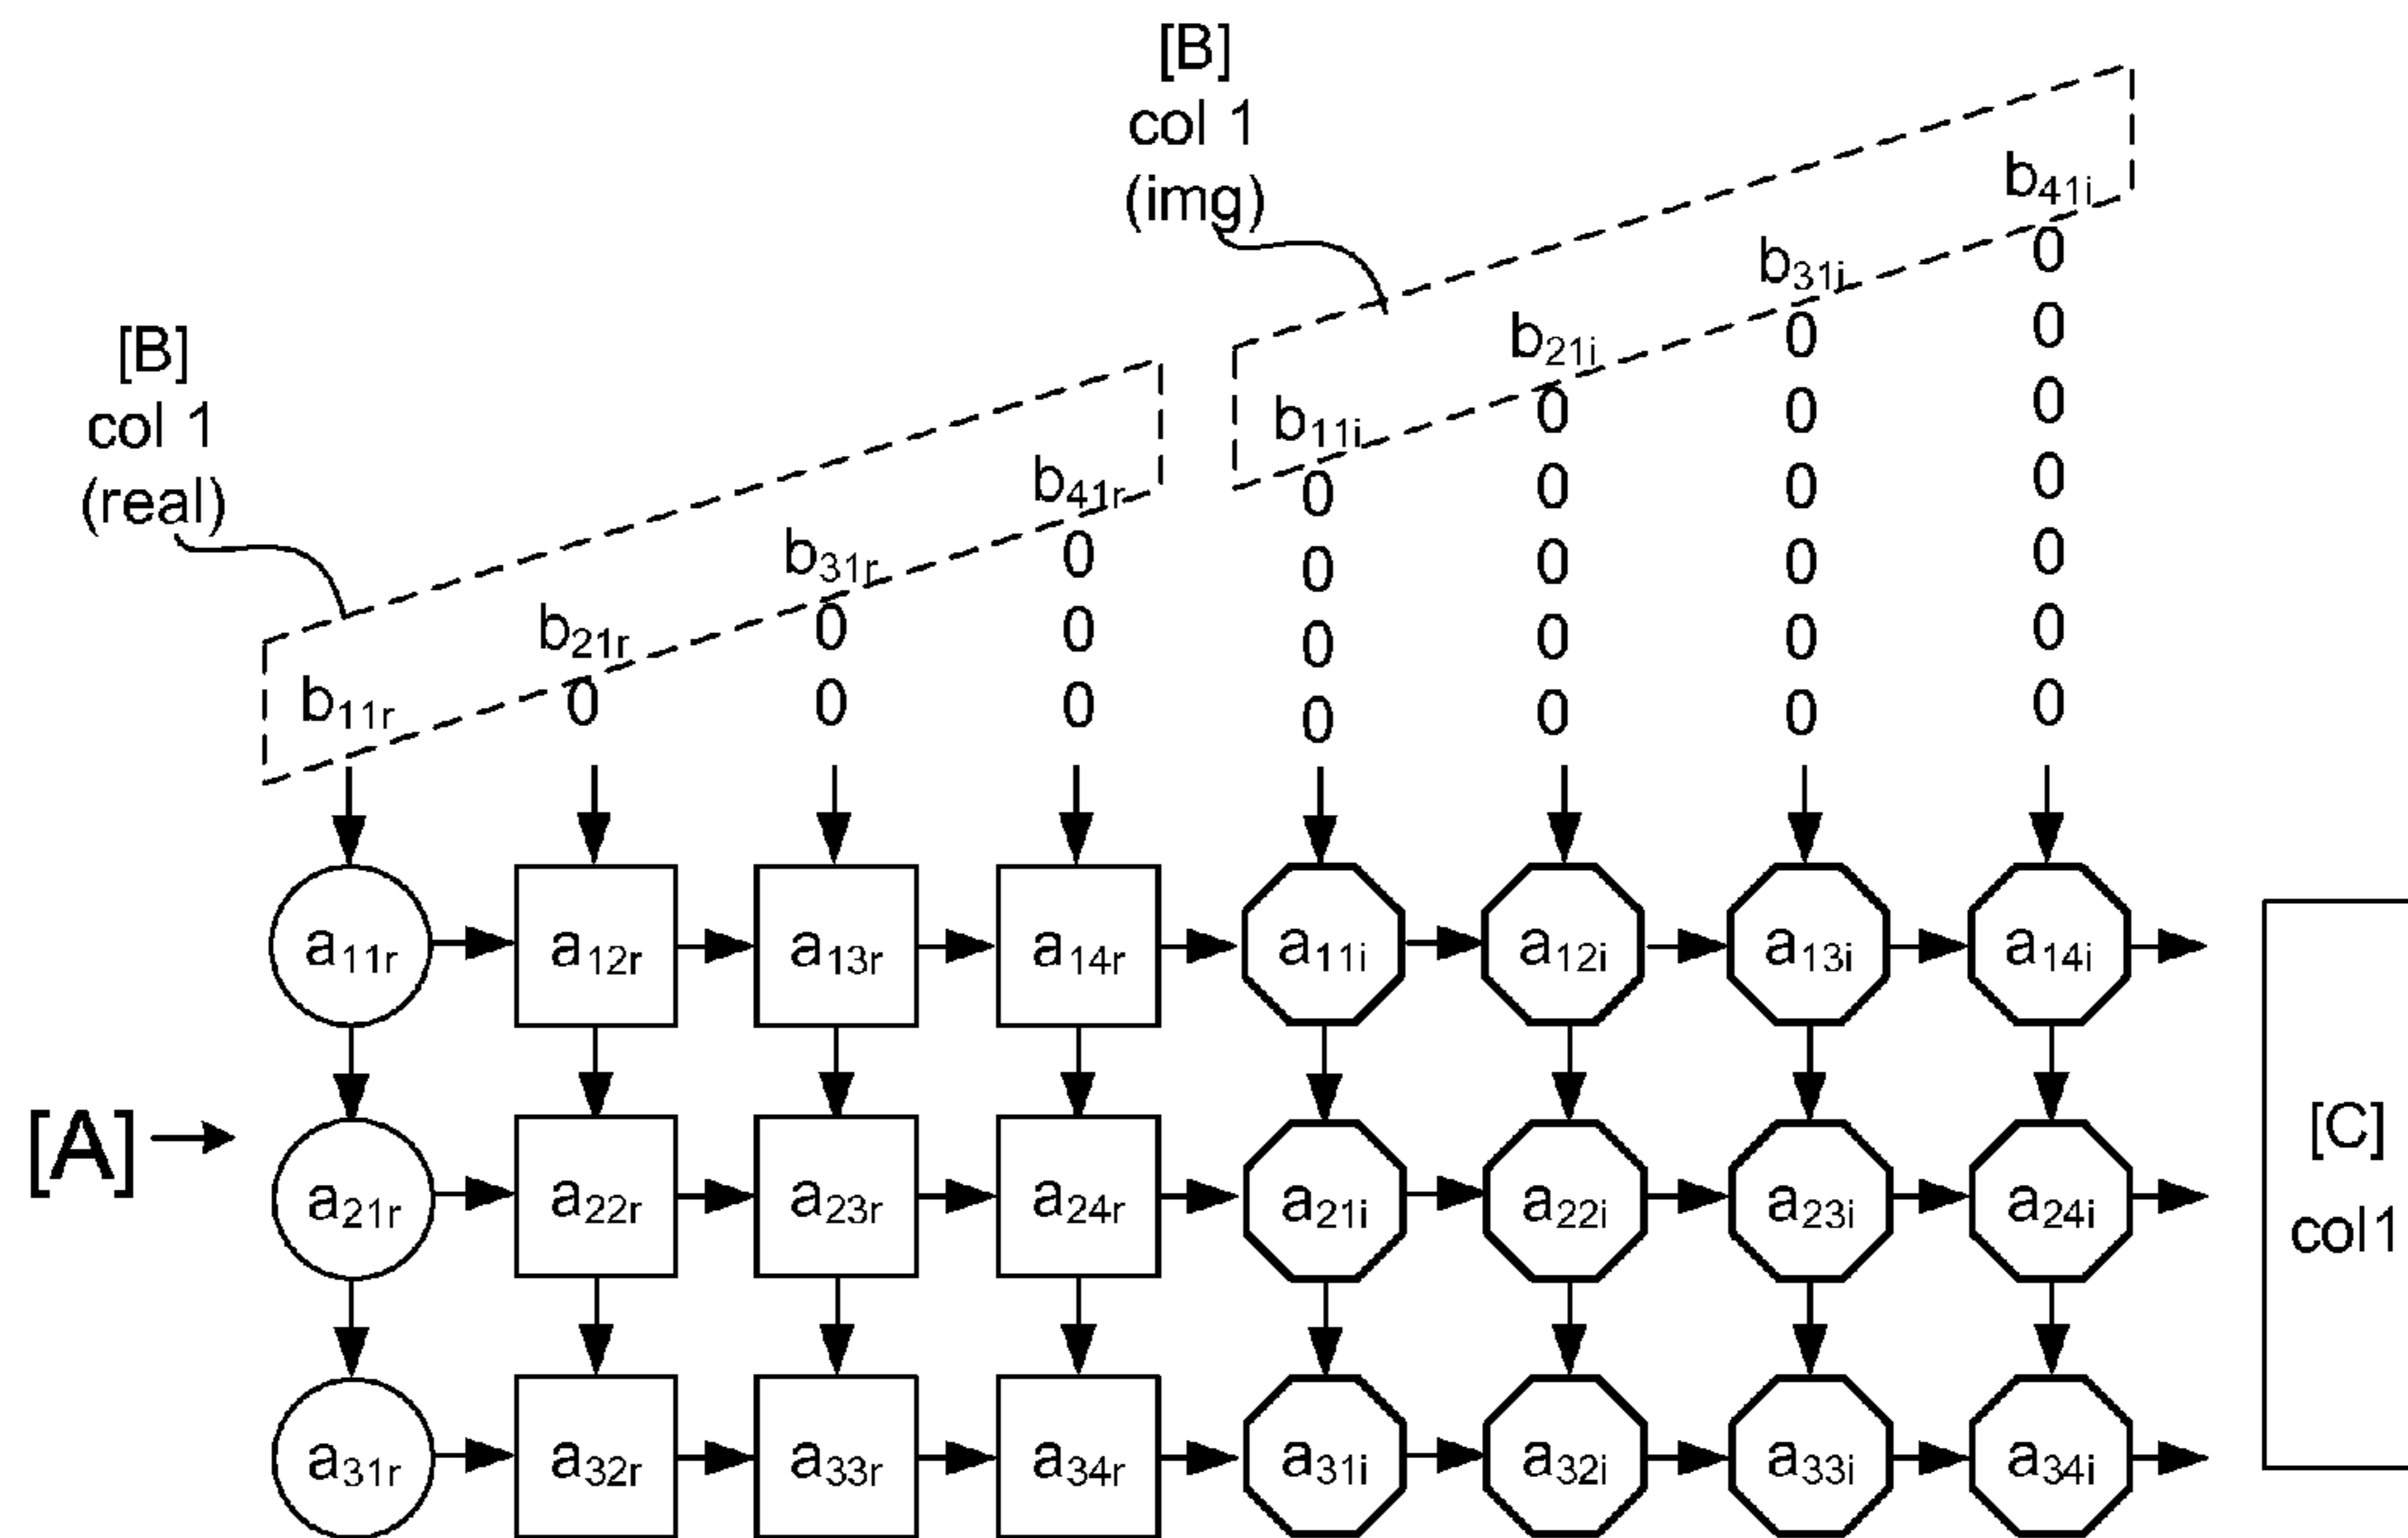 [B]
col 1
(img)
b41i
b31i
b21i
b11i
[B]
col 1
(real)
b41r
b31r
b21r
b11r
0 0 0 0 0 0 0
0 0 0 0 0 0
0 0 0 0 0
0 0 0 0
0 0 0
0 0
0
a11r a12r a13r a14r a11i a12i a13i a14i
[A]
a21r a22r a23r a24r a21i a22i a23i a24i
a31r a32r a33r a34r a31i a32i a33i a34i
[C]
col1